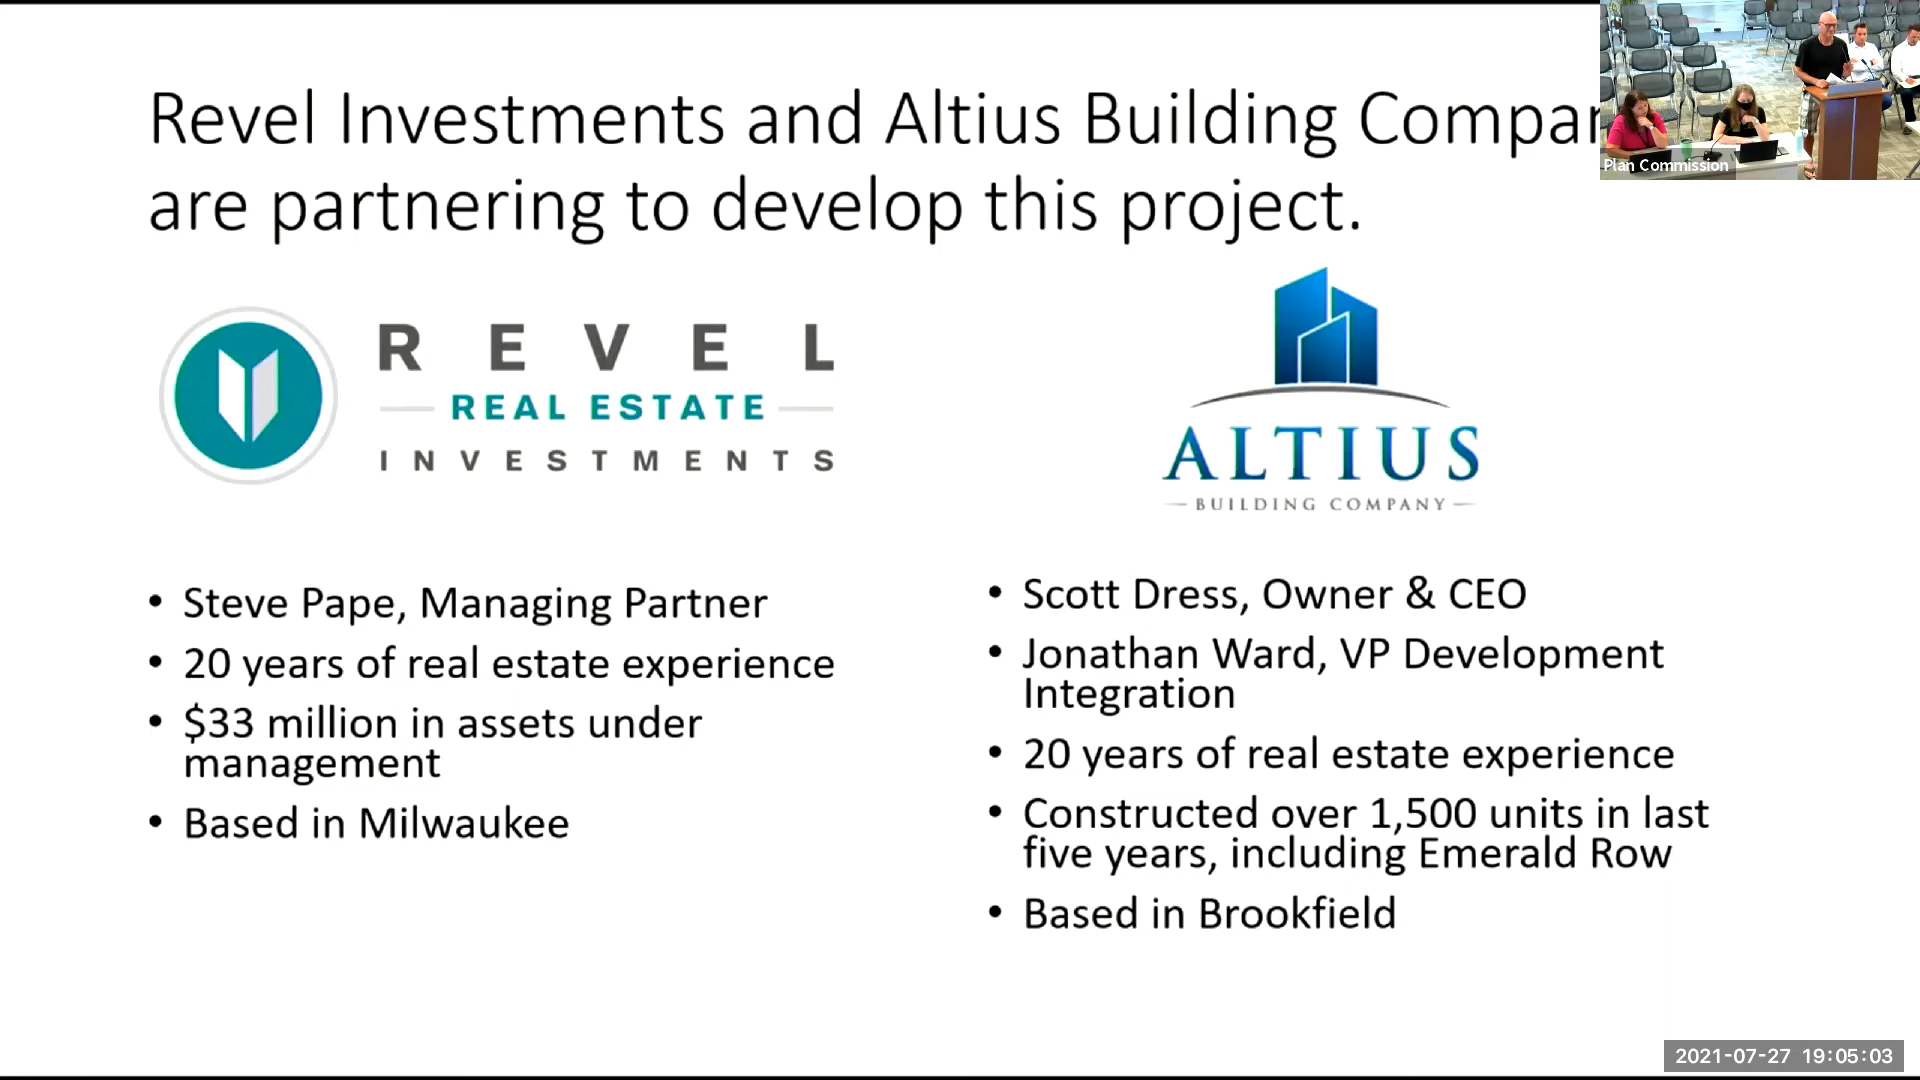 Revel Investments and Altius Building Compan
are partnering to develop this project.
Plan Commission
REVEL
REAL ESTATE
INVESTMENTS
ALTIUS
BUILDING COMPANY
• Steve Pape, Managing Partner
• 20 years of real estate experience
• $33 million in assets under
management
• Based in Milwaukee
• Scott Dress, Owner & CEO
• Jonathan Ward, VP Development
Integration
• 20 years of real estate experience
• Constructed over 1,500 units in last
five years, including Emerald Row
• Based in Brookfield
2021-07-27 19:05:03